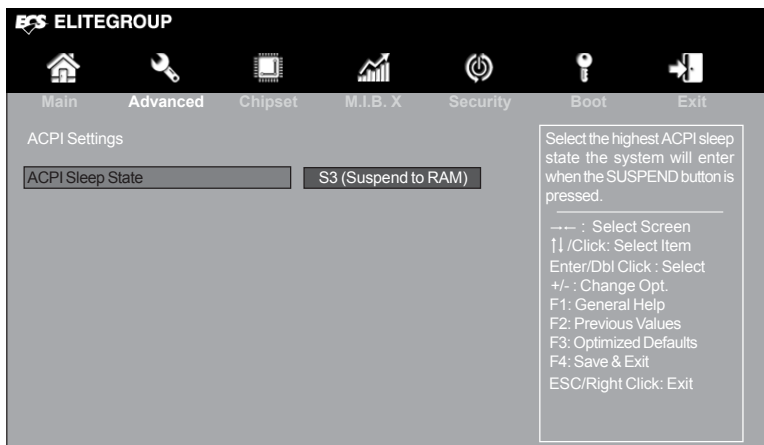 ECS ELITEGROUP
Main Advanced Chipset M.I.B. X Security Boot Exit
ACPI Settings
ACPI Sleep State S3 (Suspend to RAM)
Select the highest ACPI sleep
state the system will enter
when the SUSPEND button is
pressed.
→← : Select Screen
↑↓/Click: Select Item
Enter/Dbl Click : Select
+/- : Change Opt.
F1: General Help
F2: Previous Values
F3: Optimized Defaults
F4: Save & Exit
ESC/Right Click: Exit